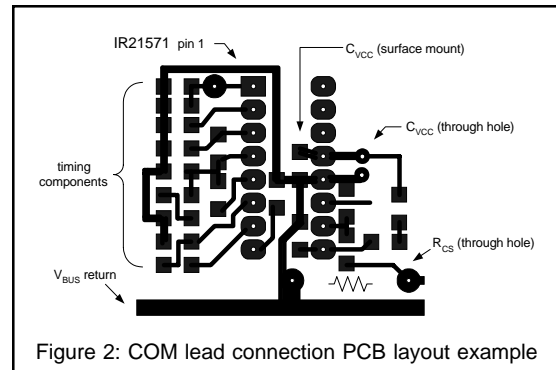 IR21571 pin 1
C_VCC (surface mount)
C_VCC (through hole)
timing
components
R_CS (through hole)
V_BUS return
Figure 2: COM lead connection PCB layout example